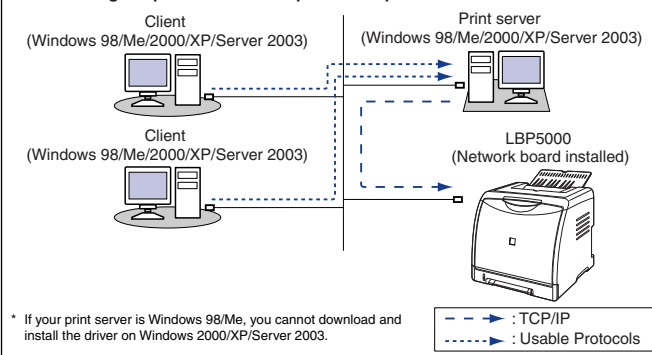 Client
(Windows 98/Me/2000/XP/Server 2003)
Print server
(Windows 98/Me/2000/XP/Server 2003)
Client
(Windows 98/Me/2000/XP/Server 2003)
LBP5000
(Network board installed)
* If your print server is Windows 98/Me, you cannot download and
install the driver on Windows 2000/XP/Server 2003.
: TCP/IP
: Usable Protocols